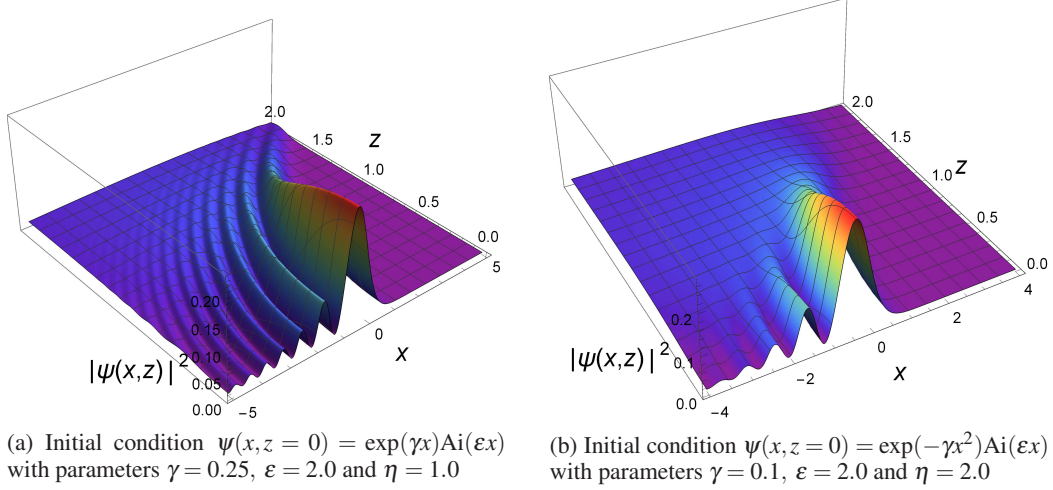 2.0
1.5
z
1.0
0.5
0.0
5
0
x
-5
0.20
0.15
0.10
0.05
0.00
|ψ(x,z)|²
2.0
1.5
z
1.0
0.5
0.0
4
2
0
x
-2
-4
0.2
0.1
0.0
|ψ(x,z)|²
(a) Initial condition ψ(x,z = 0) = exp(γx)Ai(εx)
with parameters γ = 0.25, ε = 2.0 and η = 1.0
(b) Initial condition ψ(x,z = 0) = exp(−γx²)Ai(εx)
with parameters γ = 0.1, ε = 2.0 and η = 2.0